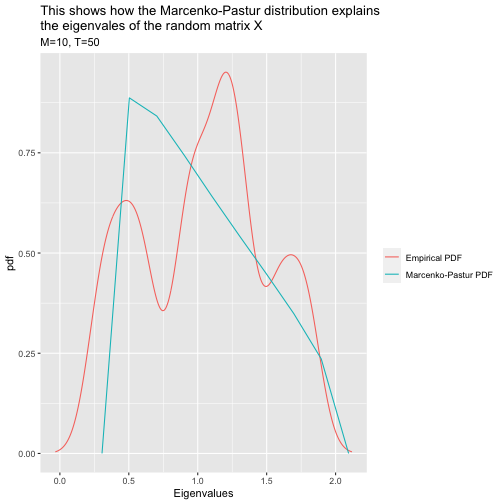 This shows how the Marcenko-Pastur distribution explains
the eigenvales of the random matrix X
M=10, T=50
pdf
0.75
0.50
0.25
0.00
0.0 0.5 1.0 1.5 2.0
Eigenvalues
Empirical PDF
Marcenko-Pastur PDF